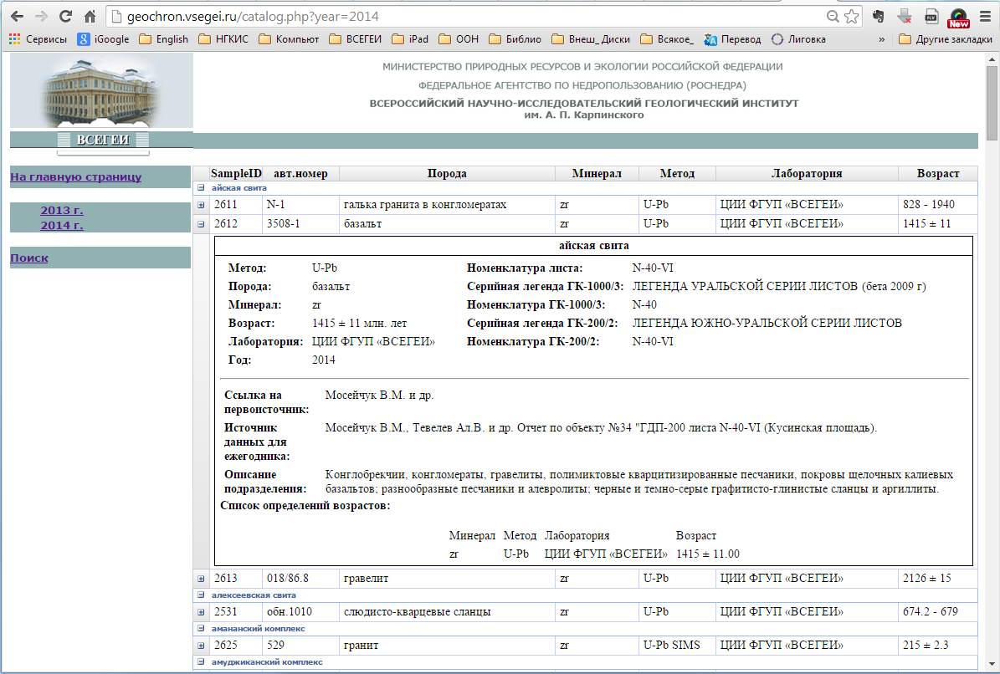 geochron.vsegei.ru/catalog.php?year=2014
New
Сервисы iGoogle English НГКИС Компьют ВСЕГЕИ iPad ООН Библио Внеш_Диски Всякое_ Перевод Лиговка » Другие закладки
МИНИСТЕРСТВО ПРИРОДНЫХ РЕСУРСОВ И ЭКОЛОГИИ РОССИЙСКОЙ ФЕДЕРАЦИИ
ФЕДЕРАЛЬНОЕ АГЕНТСТВО ПО НЕДРОПОЛЬЗОВАНИЮ (РОСНЕДРА)
ВСЕРОССИЙСКИЙ НАУЧНО-ИССЛЕДОВАТЕЛЬСКИЙ ГЕОЛОГИЧЕСКИЙ ИНСТИТУТ
им. А. П. Карпинского
ВСЕГЕИ
На главную страницу
2013 г.
2014 г.
Поиск
SampleID авт.номер Порода Минерал Метод Лаборатория Возраст
айская свита
2611 N-1 галька гранита в конгломератах zr U-Pb ЦИИ ФГУП «ВСЕГЕИ» 828 - 1940
2612 3508-1 базальт zr U-Pb ЦИИ ФГУП «ВСЕГЕИ» 1415 ± 11
айская свита
Метод: U-Pb Номенклатура листа: N-40-VI
Порода: базальт Серийная легенда ГК-1000/3: ЛЕГЕНДА УРАЛЬСКОЙ СЕРИИ ЛИСТОВ (бета 2009 г)
Минерал: zr Номенклатура ГК-1000/3: N-40
Возраст: 1415 ± 11 млн. лет Серийная легенда ГК-200/2: ЛЕГЕНДА ЮЖНО-УРАЛЬСКОЙ СЕРИИ ЛИСТОВ
Лаборатория: ЦИИ ФГУП «ВСЕГЕИ» Номенклатура ГК-200/2: N-40-VI
Год: 2014
Ссылка на Мосейчук В.М. и др.
первоисточник:
Источник Мосейчук В.М., Тевелев Ал.В. и др. Отчет по объекту №34 "ГДП-200 листа N-40-VI (Кусинская площадь).
данных для
ежегодника:
Описание Конглобрекчии, конгломераты, гравелиты, полимиктовые кварцитизированные песчаники, покровы щелочных калиевых
подразделения: базальтов; разнообразные песчаники и алевролиты; черные и темно-серые графитисто-глинистые сланцы и аргиллиты.
Список определений возрастов:
Минерал Метод Лаборатория Возраст
zr U-Pb ЦИИ ФГУП «ВСЕГЕИ» 1415 ± 11.00
2613 018/86.8 гравелит zr U-Pb ЦИИ ФГУП «ВСЕГЕИ» 2126 ± 15
алексеевская свита
2531 обн.1010 слюдисто-кварцевые сланцы zr U-Pb ЦИИ ФГУП «ВСЕГЕИ» 674.2 - 679
амананский комплекс
2625 529 гранит zr U-Pb SIMS ЦИИ ФГУП «ВСЕГЕИ» 215 ± 2.3
амуджиканский комплекс